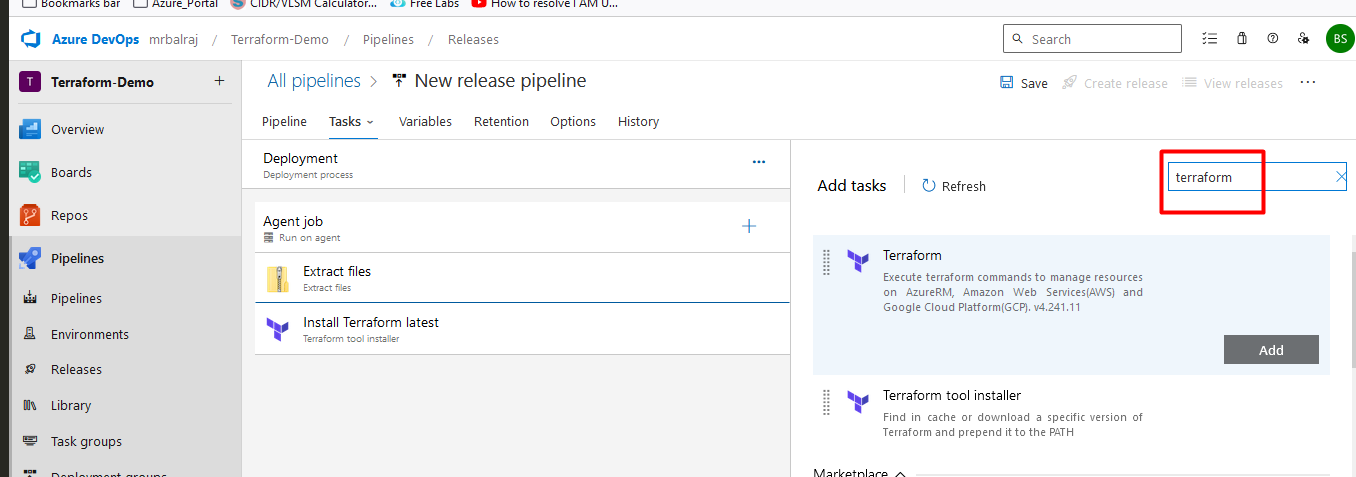 Bookmarks bar Azure_Portal CIDR/VLSM Calculator... Free Labs How to resolve I AM U...
Azure DevOps mrbalraj / Terraform-Demo / Pipelines / Releases Search BS
T Terraform-Demo +
All pipelines > New release pipeline Save Create release View releases ...
Pipeline Tasks Variables Retention Options History
Overview
Boards
Repos
Pipelines
Pipelines
Environments
Releases
Library
Task groups
Deployment groups
Deployment ...
Deployment process
Agent job +
Run on agent
Extract files
Extract files
Install Terraform latest
Terraform tool installer
Add tasks Refresh terraform
Terraform
Execute terraform commands to manage resources
on AzureRM, Amazon Web Services(AWS) and
Google Cloud Platform(GCP). v4.241.11
Add
Terraform tool installer
Find in cache or download a specific version of
Terraform and prepend it to the PATH
Marketplace